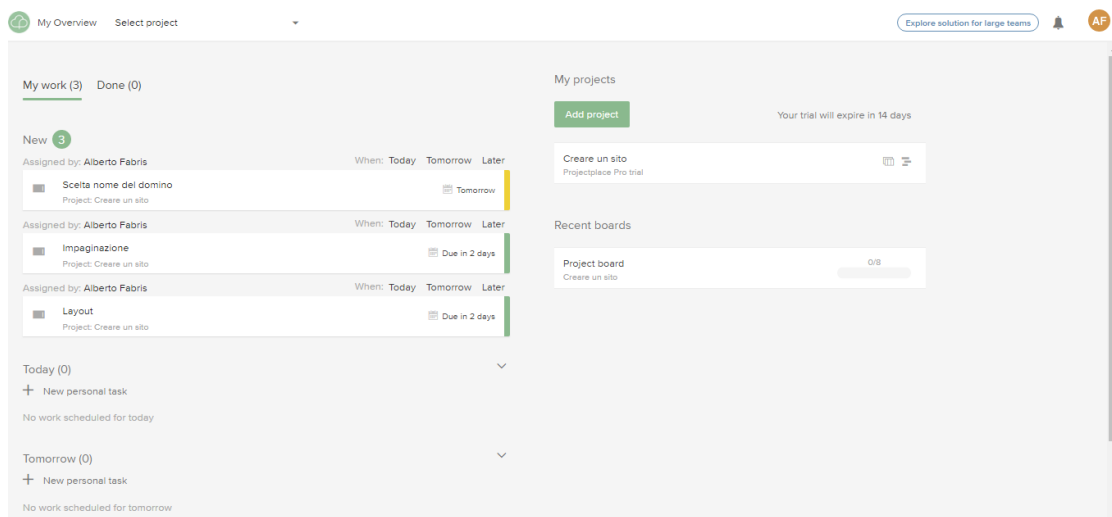 My Overview Select project Explore solution for large teams AF
My work (3) Done (0)
New 3
Assigned by: Alberto Fabris When: Today Tomorrow Later
Scelta nome del domino Tomorrow
Project: Creare un sito
Assigned by: Alberto Fabris When: Today Tomorrow Later
Impaginazione Due in 2 days
Project: Creare un sito
Assigned by: Alberto Fabris When: Today Tomorrow Later
Layout Due in 2 days
Project: Creare un sito
Today (0)
New personal task
No work scheduled for today
Tomorrow (0)
New personal task
No work scheduled for tomorrow
My projects
Add project Your trial will expire in 14 days
Creare un sito
Projectplace Pro trial
Recent boards
Project board 0/8
Creare un sito